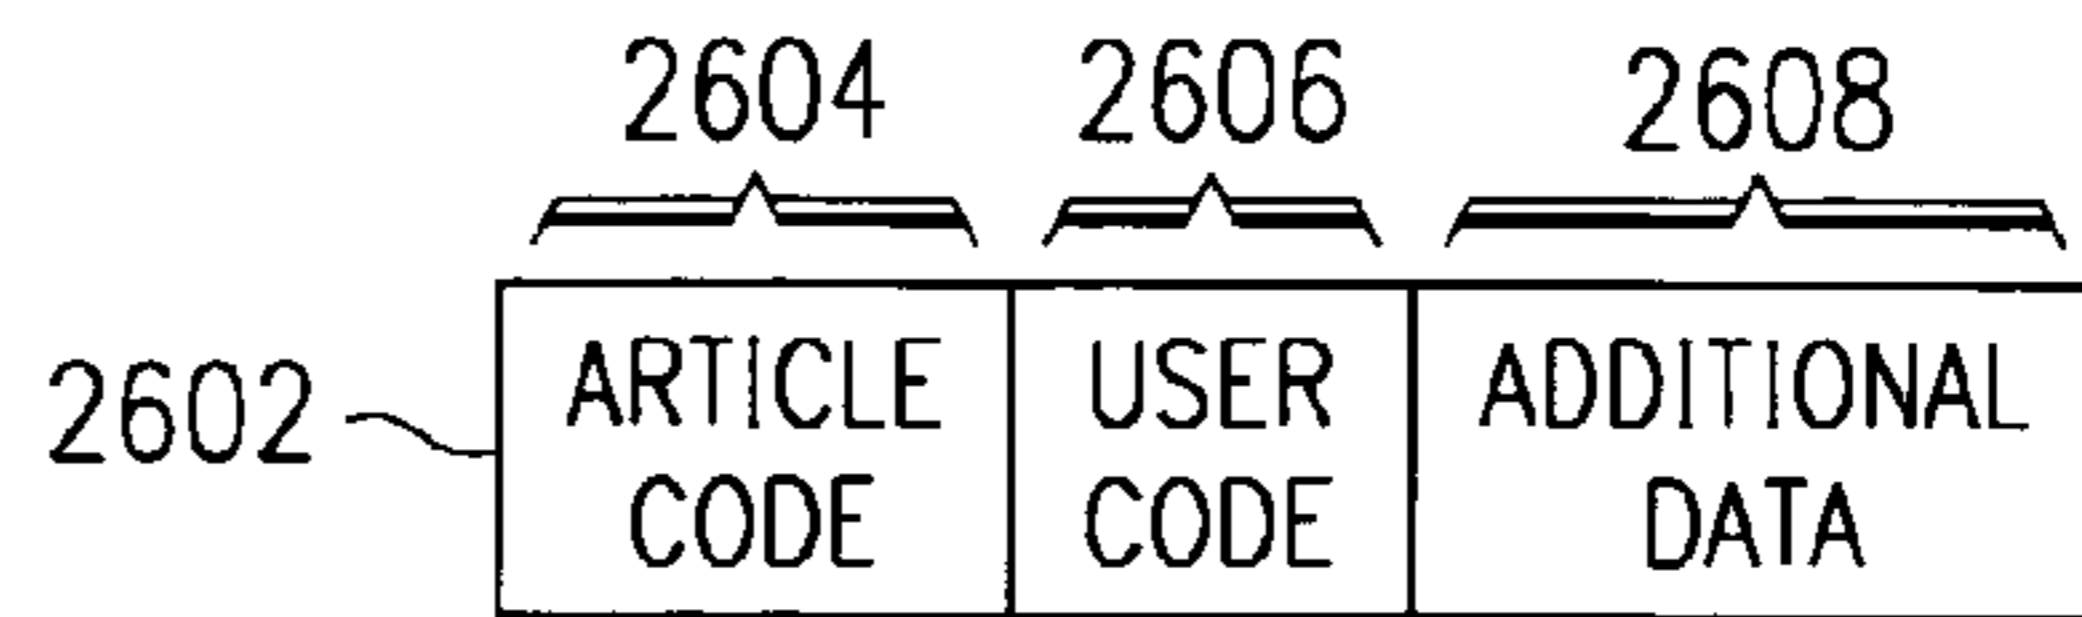 2604 2606 2608
2602
ARTICLE USER ADDITIONAL
CODE CODE DATA